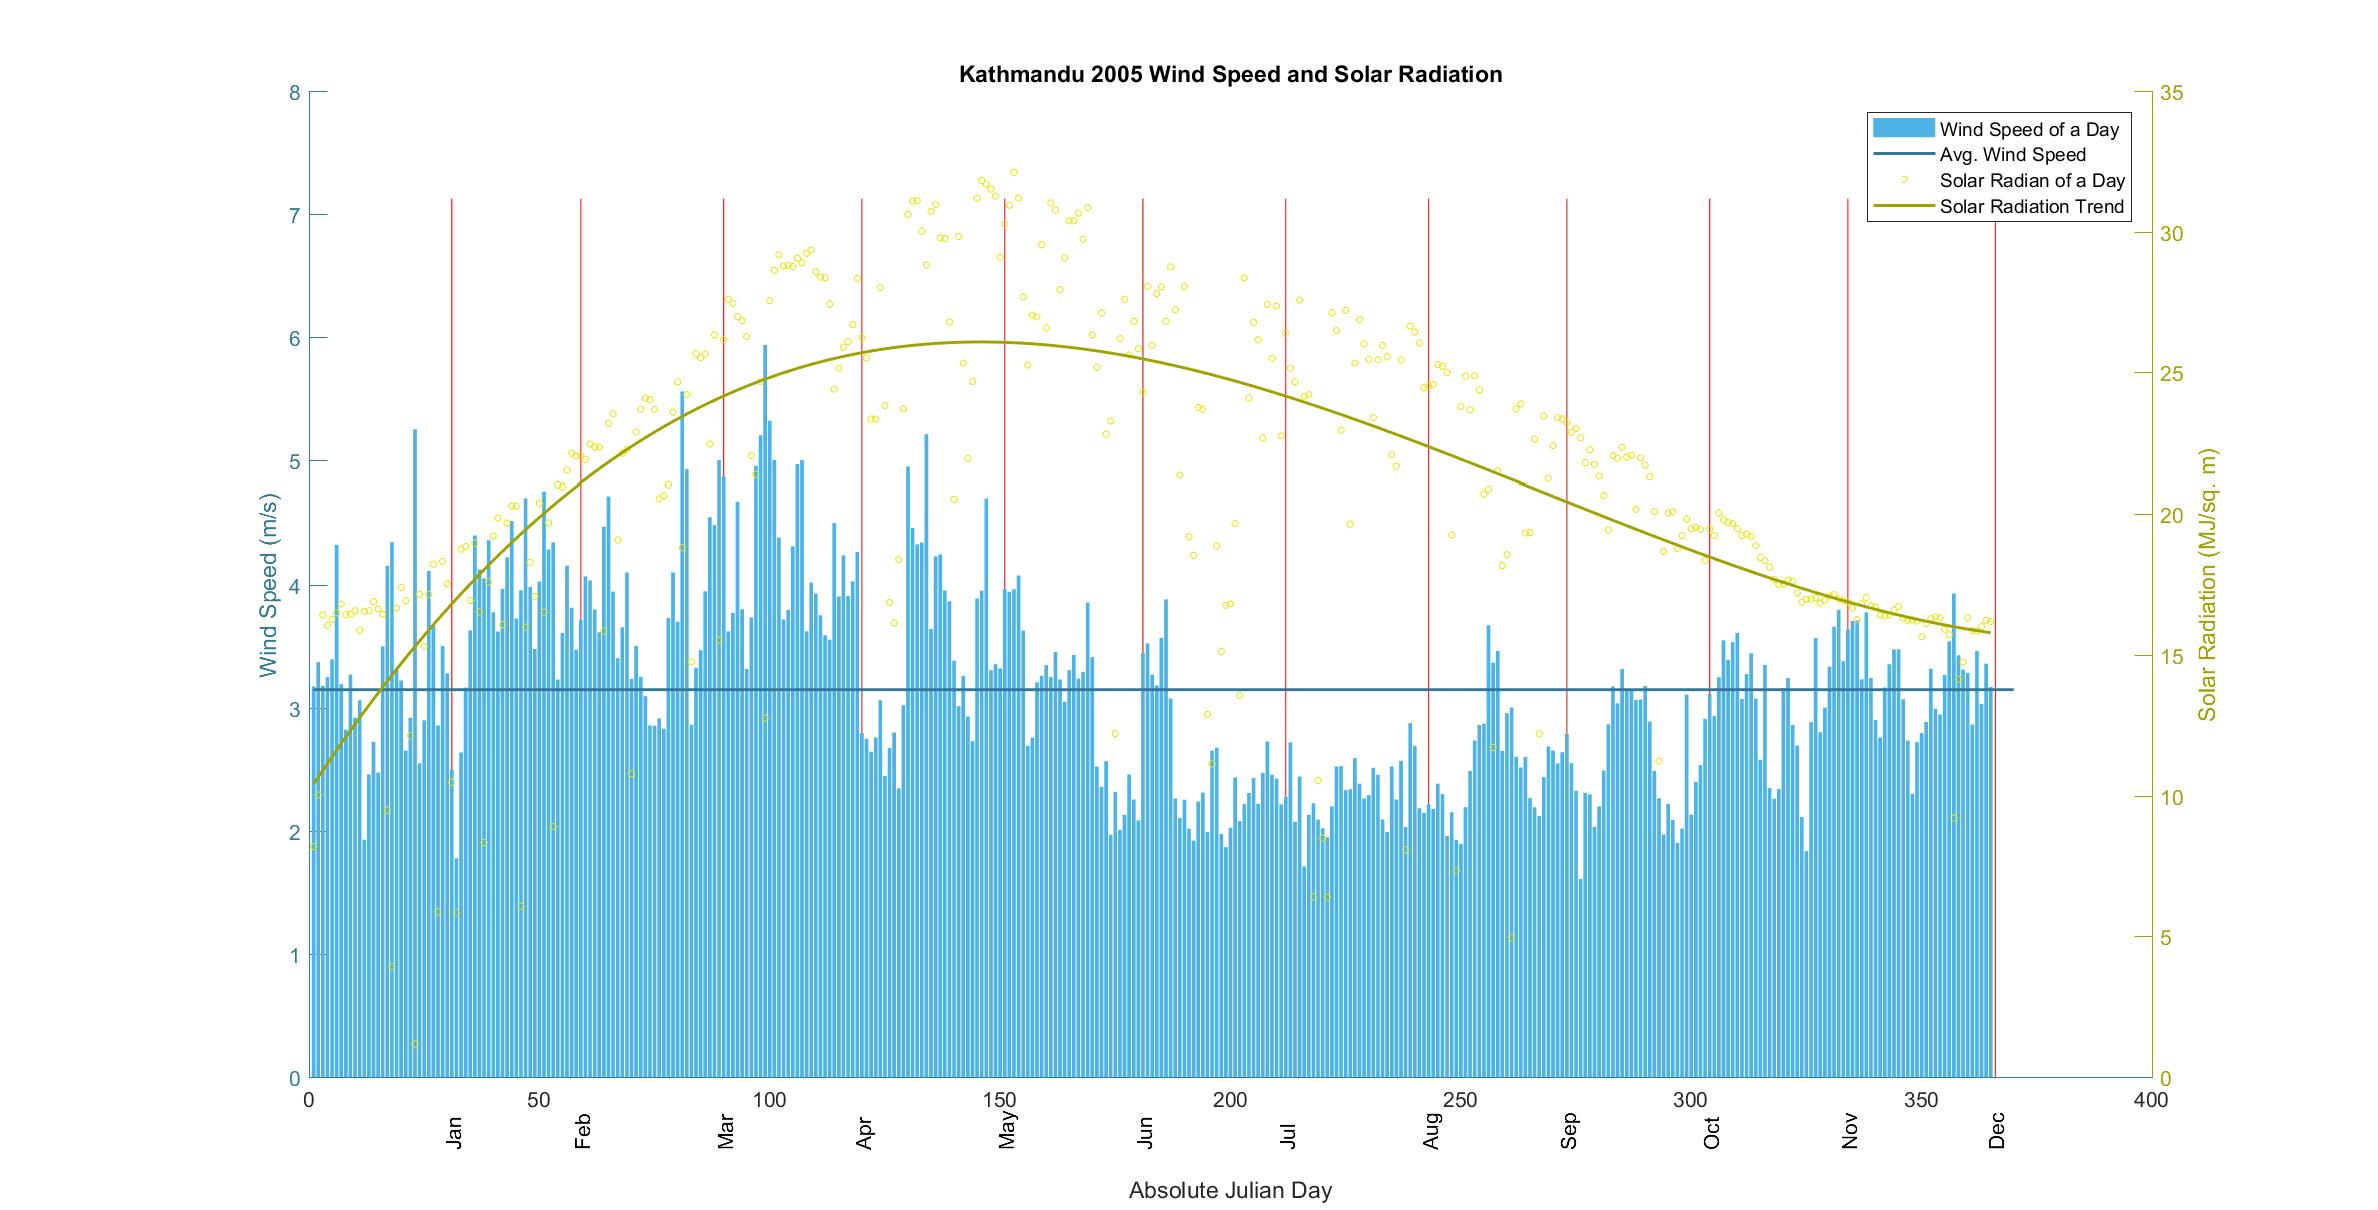 Kathmandu 2005 Wind Speed and Solar Radiation
8
7
6
5
4
3
2
1
0
Wind Speed (m/s)
35
30
25
20
15
10
5
0
Solar Radiation (MJ/sq. m)
Wind Speed of a Day
Avg. Wind Speed
Solar Radian of a Day
Solar Radiation Trend
0 50 100 150 200 250 300 350 400
Jan Feb Mar Apr May Jun Jul Aug Sep Oct Nov Dec
Absolute Julian Day